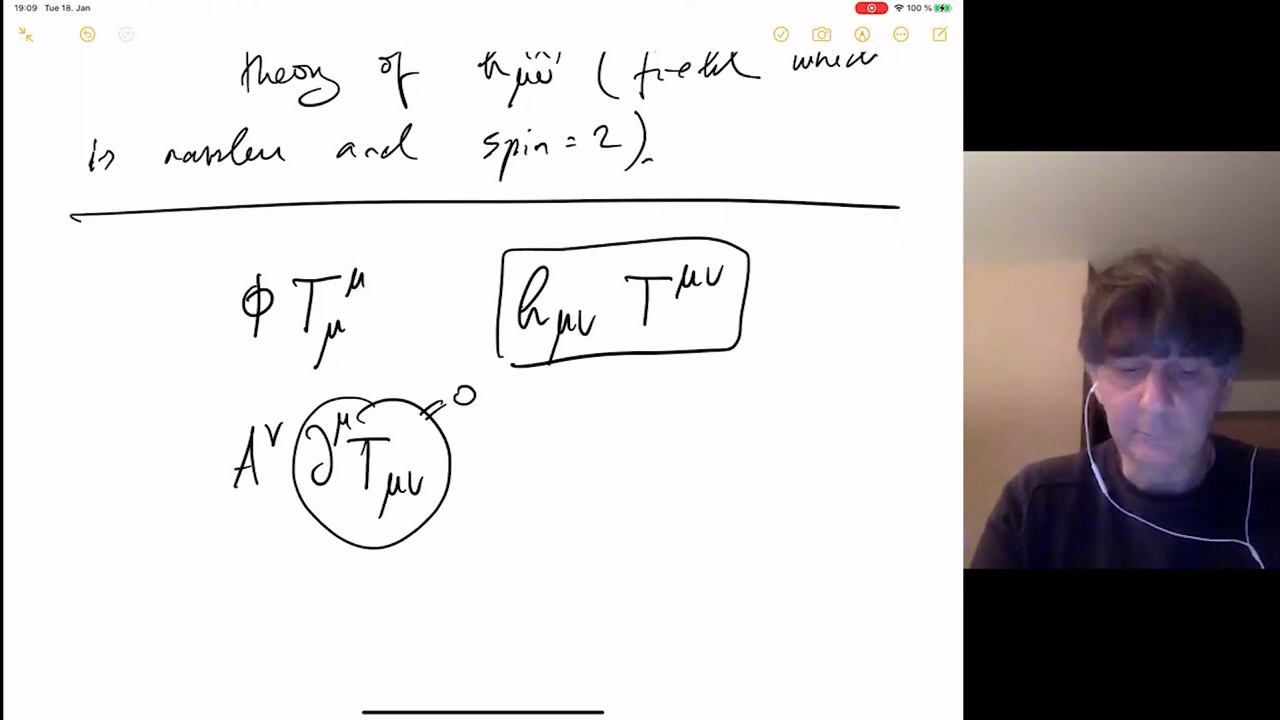 19:09 Tue 18. Jan 100 %
theory of h_μν^(x) (field which
is massless and spin = 2).
ϕ T_μ^μ h_μν T^μν
= 0
A^ν ∂^μ T_μν